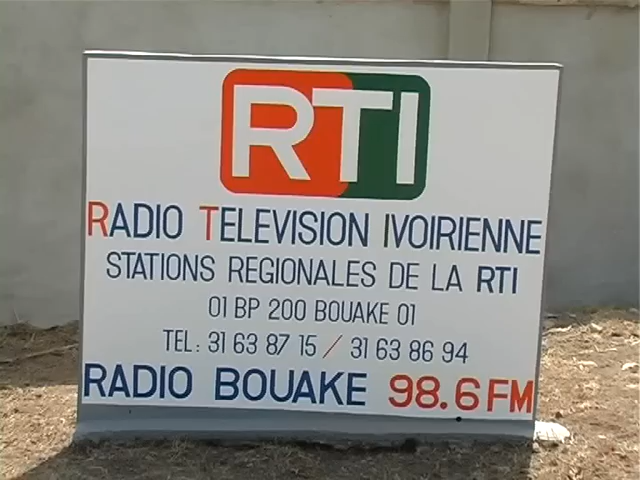 RTI
RADIO TELEVISION IVOIRIENNE
STATIONS REGIONALES DE LA RTI
01 BP 200 BOUAKE 01
TEL: 31 63 87 15 / 31 63 86 94
RADIO BOUAKE 98.6 FM